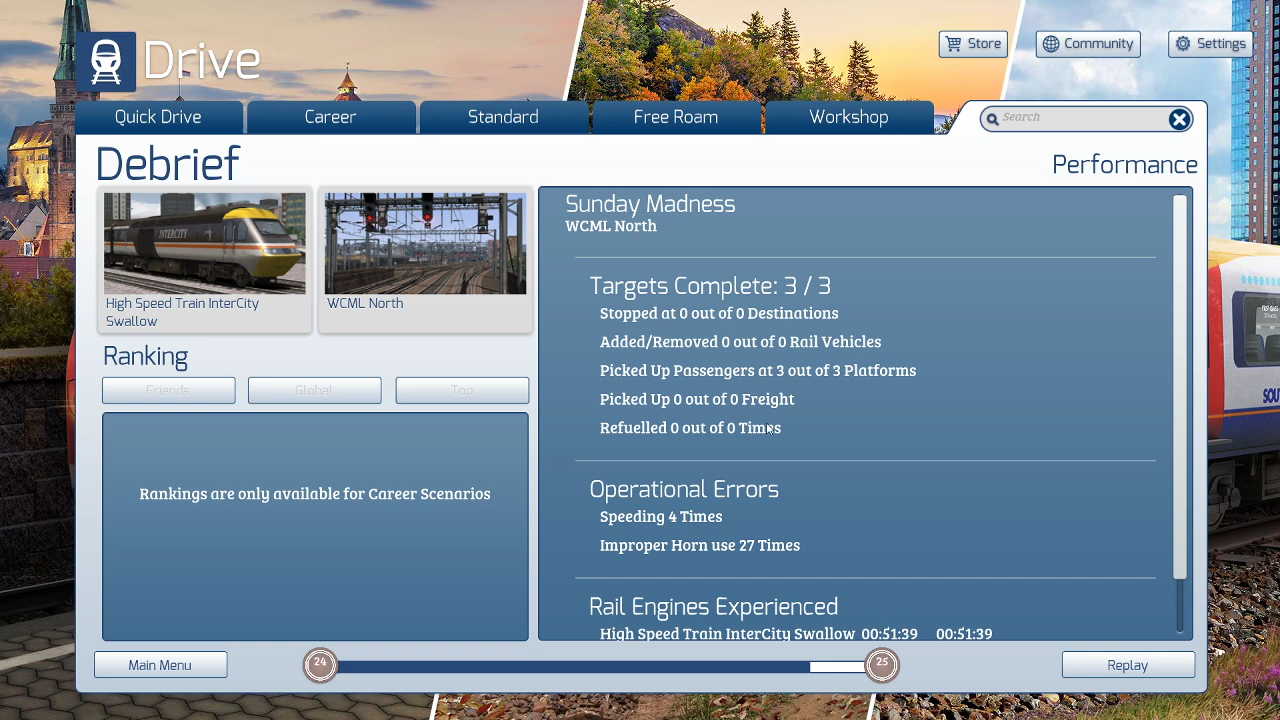 Drive
Store
Community
Settings
Quick Drive
Career
Standard
Free Roam
Workshop
Search
Debrief
Performance
INTERCITY
High Speed Train InterCity
Swallow
WCML North
Ranking
Friends
Global
Top
Rankings are only available for Career Scenarios
Sunday Madness
WCML North
Targets Complete: 3 / 3
Stopped at 0 out of 0 Destinations
Added/Removed 0 out of 0 Rail Vehicles
Picked Up Passengers at 3 out of 3 Platforms
Picked Up 0 out of 0 Freight
Refuelled 0 out of 0 Times
Operational Errors
Speeding 4 Times
Improper Horn use 27 Times
Rail Engines Experienced
High Speed Train InterCity Swallow 00:51:39 00:51:39
Main Menu
24
25
Replay